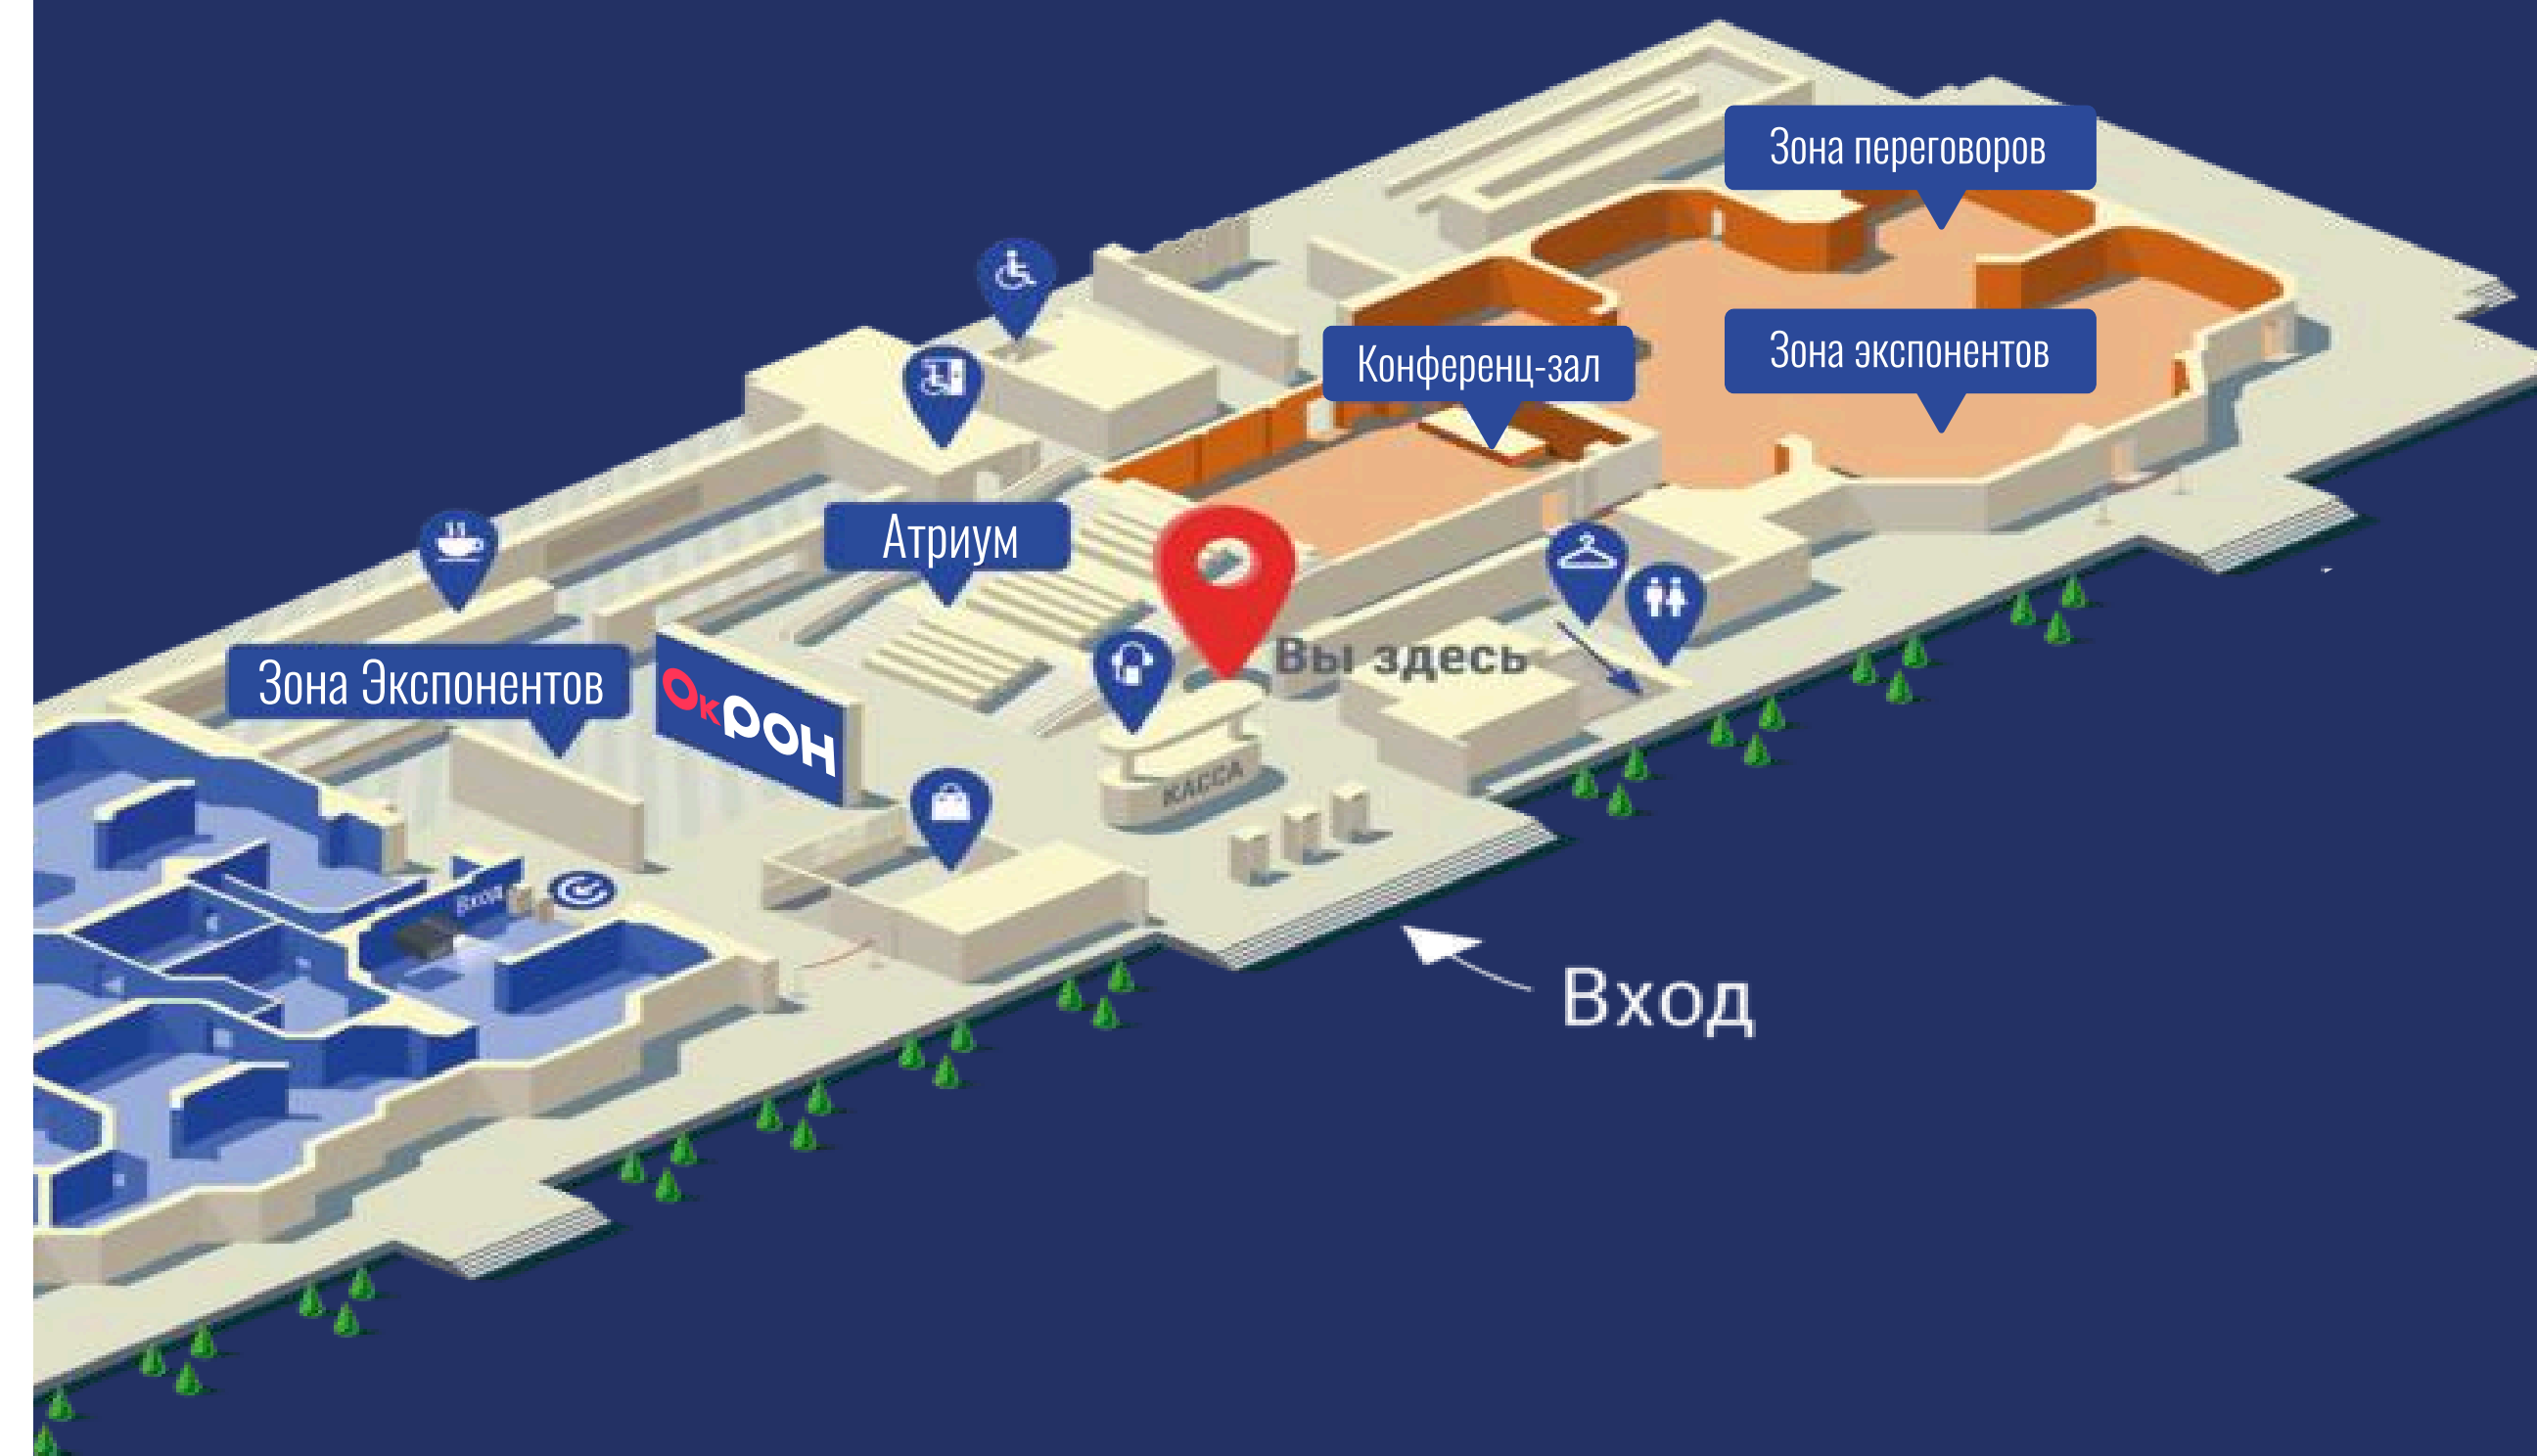 Зона переговоров
Зона экспонентов
Конференц-зал
Атриум
Вы здесь
Зона Экспонентов
ОкРОН
КАССА
Вход
Вход